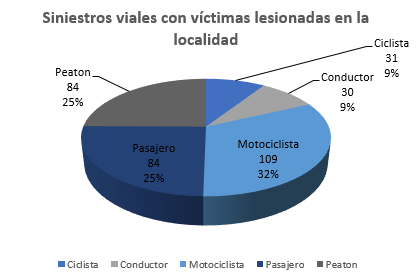 Siniestros viales con víctimas lesionadas en la
localidad
Ciclista
31
9%
Conductor
30
9%
Motociclista
109
32%
Pasajero
84
25%
Peaton
84
25%
Ciclista Conductor Motociclista Pasajero Peaton